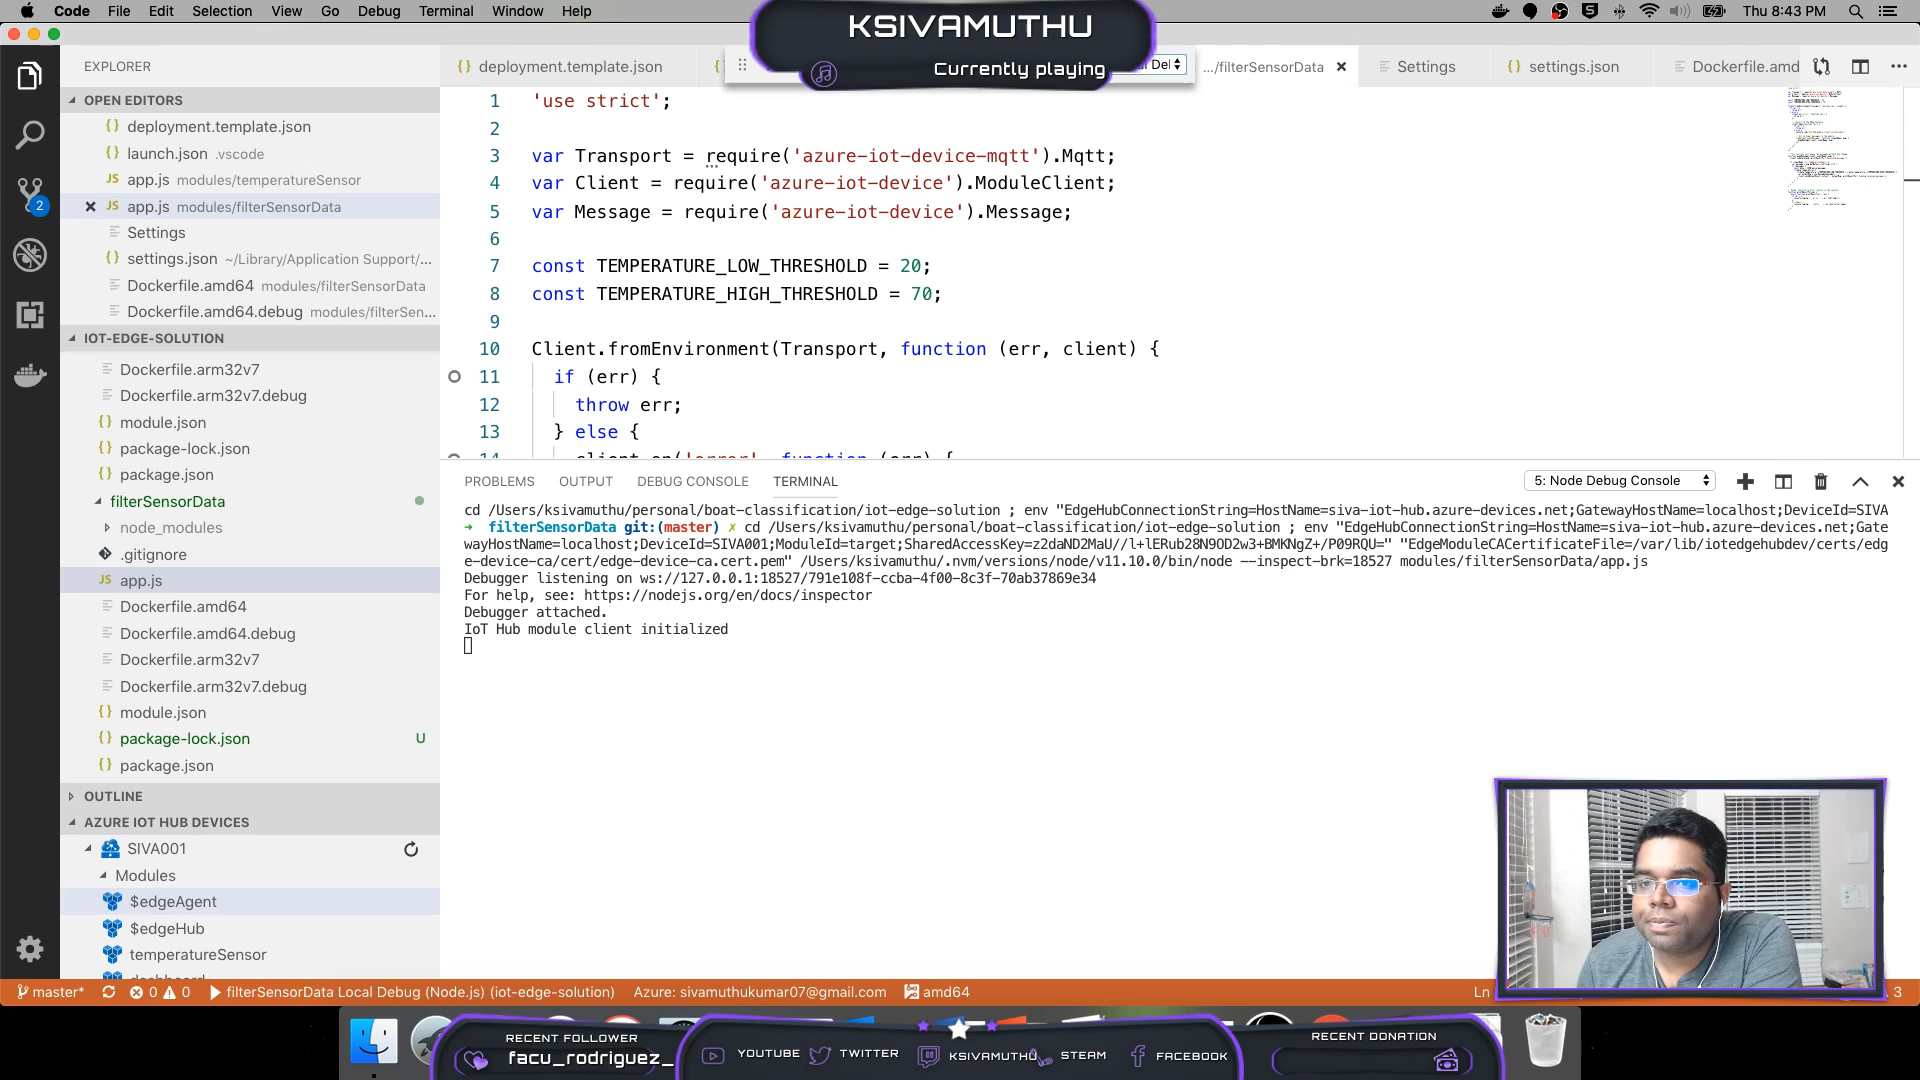 Code File Edit Selection View Go Debug Terminal Window Help
Thu 8:43 PM
KSIVAMUTHU
Currently playing
EXPLORER
deployment.template.json
Del
.../filterSensorData
Settings
settings.json
Dockerfile.amd
OPEN EDITORS
deployment.template.json
launch.json .vscode
app.js modules/temperatureSensor
app.js modules/filterSensorData
Settings
settings.json ~/Library/Application Support/...
Dockerfile.amd64 modules/filterSensorData
Dockerfile.amd64.debug modules/filterSen...
IOT-EDGE-SOLUTION
Dockerfile.arm32v7
Dockerfile.arm32v7.debug
module.json
package-lock.json
package.json
filterSensorData
node_modules
.gitignore
app.js
Dockerfile.amd64
Dockerfile.amd64.debug
Dockerfile.arm32v7
Dockerfile.arm32v7.debug
module.json
package-lock.json U
package.json
OUTLINE
AZURE IOT HUB DEVICES
SIVA001
Modules
$edgeAgent
$edgeHub
temperatureSensor
dashboard
2
1 'use strict';
2
3 var Transport = require('azure-iot-device-mqtt').Mqtt;
4 var Client = require('azure-iot-device').ModuleClient;
5 var Message = require('azure-iot-device').Message;
6
7 const TEMPERATURE_LOW_THRESHOLD = 20;
8 const TEMPERATURE_HIGH_THRESHOLD = 70;
9
10 Client.fromEnvironment(Transport, function (err, client) {
11 if (err) {
12 throw err;
13 } else {
14 client.on('error', function (err) {
PROBLEMS OUTPUT DEBUG CONSOLE TERMINAL
5: Node Debug Console
cd /Users/ksivamuthu/personal/boat-classification/iot-edge-solution ; env "EdgeHubConnectionString=HostName=siva-iot-hub.azure-devices.net;GatewayHostName=localhost;DeviceId=SIVA
➜ filterSensorData git:(master) ✗ cd /Users/ksivamuthu/personal/boat-classification/iot-edge-solution ; env "EdgeHubConnectionString=HostName=siva-iot-hub.azure-devices.net;Gate
wayHostName=localhost;DeviceId=SIVA001;ModuleId=target;SharedAccessKey=z2daND2MaU//l+lERub28N9OD2w3+BMKNgZ+/P09RQU=" "EdgeModuleCACertificateFile=/var/lib/iotedgehubdev/certs/edg
e-device-ca/cert/edge-device-ca.cert.pem" /Users/ksivamuthu/.nvm/versions/node/v11.10.0/bin/node --inspect-brk=18527 modules/filterSensorData/app.js
Debugger listening on ws://127.0.0.1:18527/791e108f-ccba-4f00-8c3f-70ab37869e34
For help, see: https://nodejs.org/en/docs/inspector
Debugger attached.
IoT Hub module client initialized
master* 0 0 filterSensorData Local Debug (Node.js) (iot-edge-solution) Azure: sivamuthukumar07@gmail.com amd64 Ln 3
RECENT FOLLOWER
facu_rodriguez_
YOUTUBE TWITTER KSIVAMUTHU STEAM FACEBOOK
RECENT DONATION